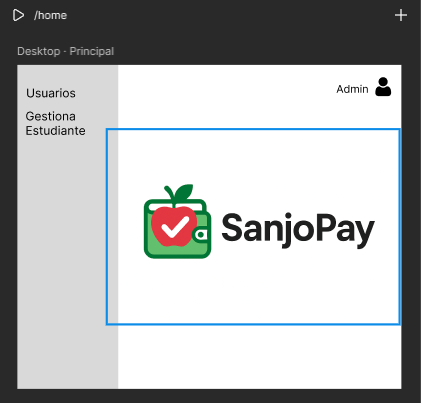 /home
Desktop · Principal
Usuarios
Admin
Gestiona
Estudiante
SanjoPay